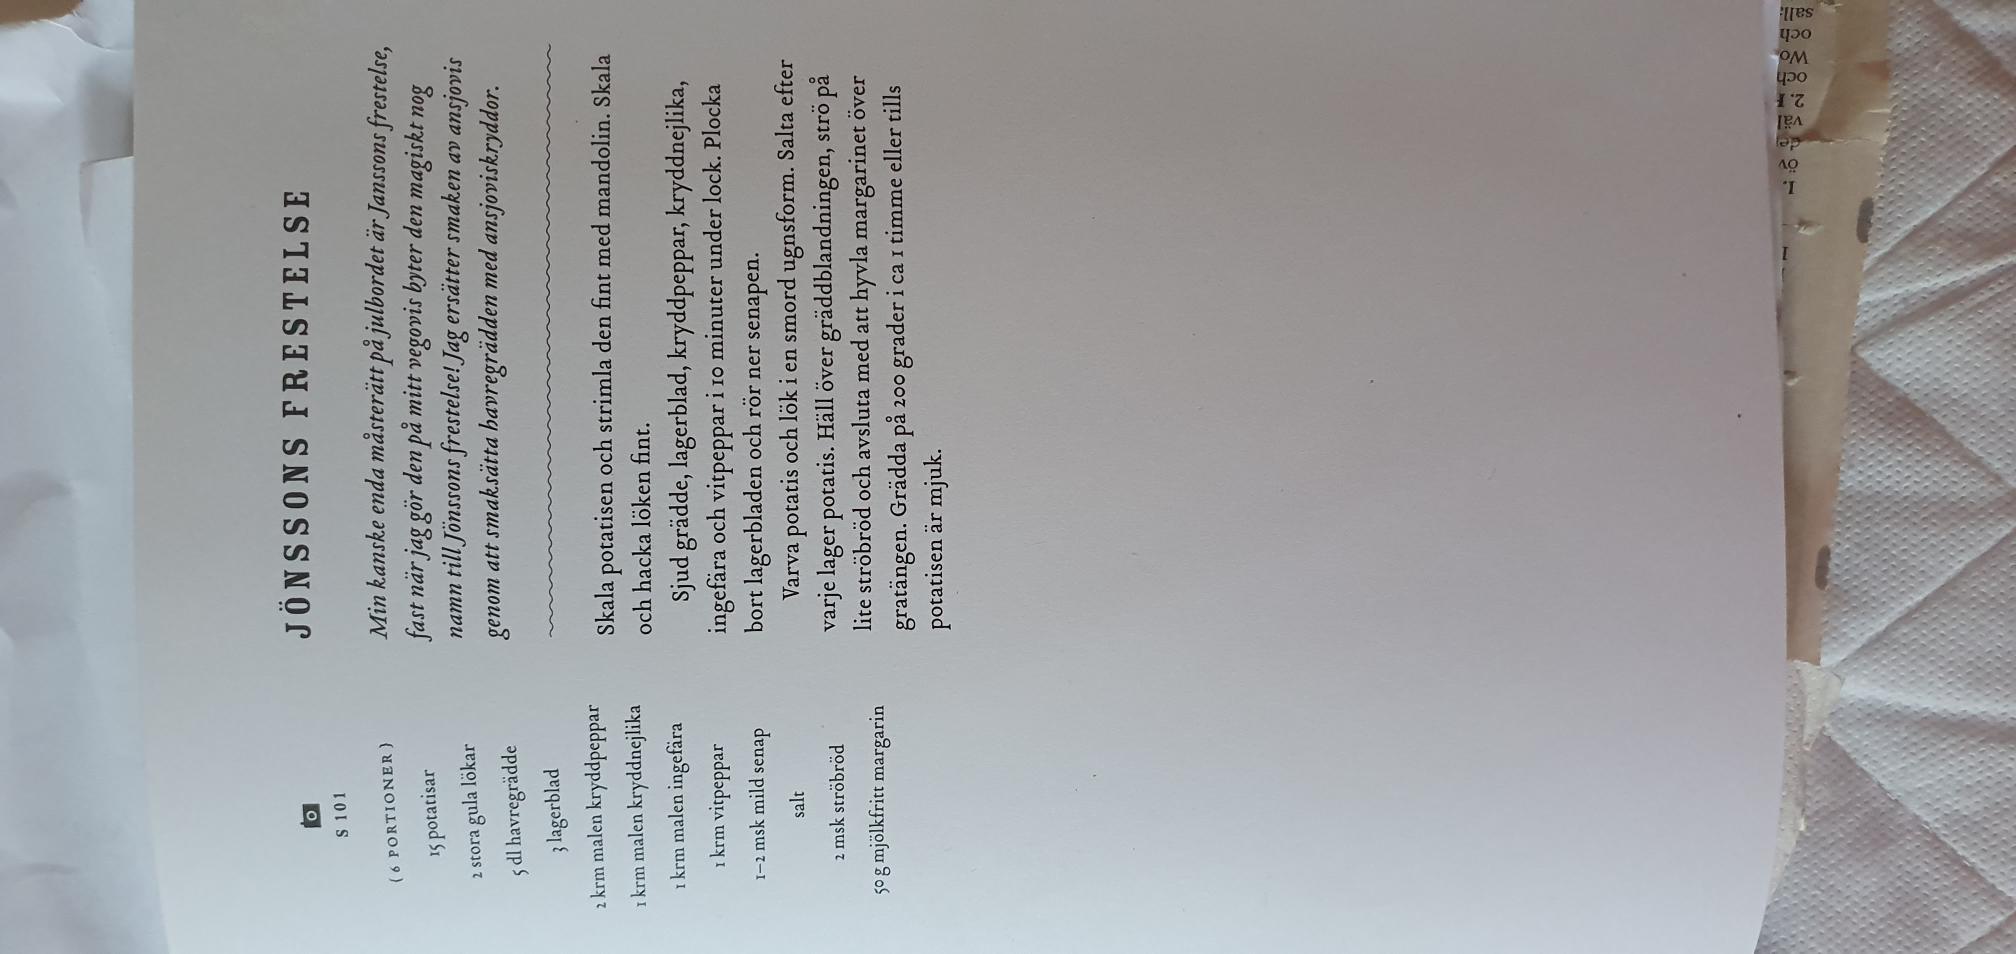 S 101
( 6 PORTIONER )
15 potatisar
2 stora gula lökar
5 dl havregrädde
3 lagerblad
2 krm malen kryddpeppar
1 krm malen kryddnejlika
1 krm malen ingefära
1 krm vitpeppar
1–2 msk mild senap
salt
2 msk ströbröd
50 g mjölkfritt margarin
JÖNSSONS FRESTELSE
Min kanske enda måsterätt på julbordet är Janssons frestelse,
fast när jag gör den på mitt vegovis byter den magiskt nog
namn till Jönssons frestelse! Jag ersätter smaken av ansjovis
genom att smaksätta havregrädden med ansjoviskryddor.
Skala potatisen och strimla den fint med mandolin. Skala
och hacka löken fint.
Sjud grädde, lagerblad, kryddpeppar, kryddnejlika,
ingefära och vitpeppar i 10 minuter under lock. Plocka
bort lagerbladen och rör ner senapen.
Varva potatis och lök i en smord ugnsform. Salta efter
varje lager potatis. Häll över gräddblandningen, strö på
lite ströbröd och avsluta med att hyvla margarinet över
gratängen. Grädda på 200 grader i ca 1 timme eller tills
potatisen är mjuk.
1.
öv
väl
2.
och
Wo
och